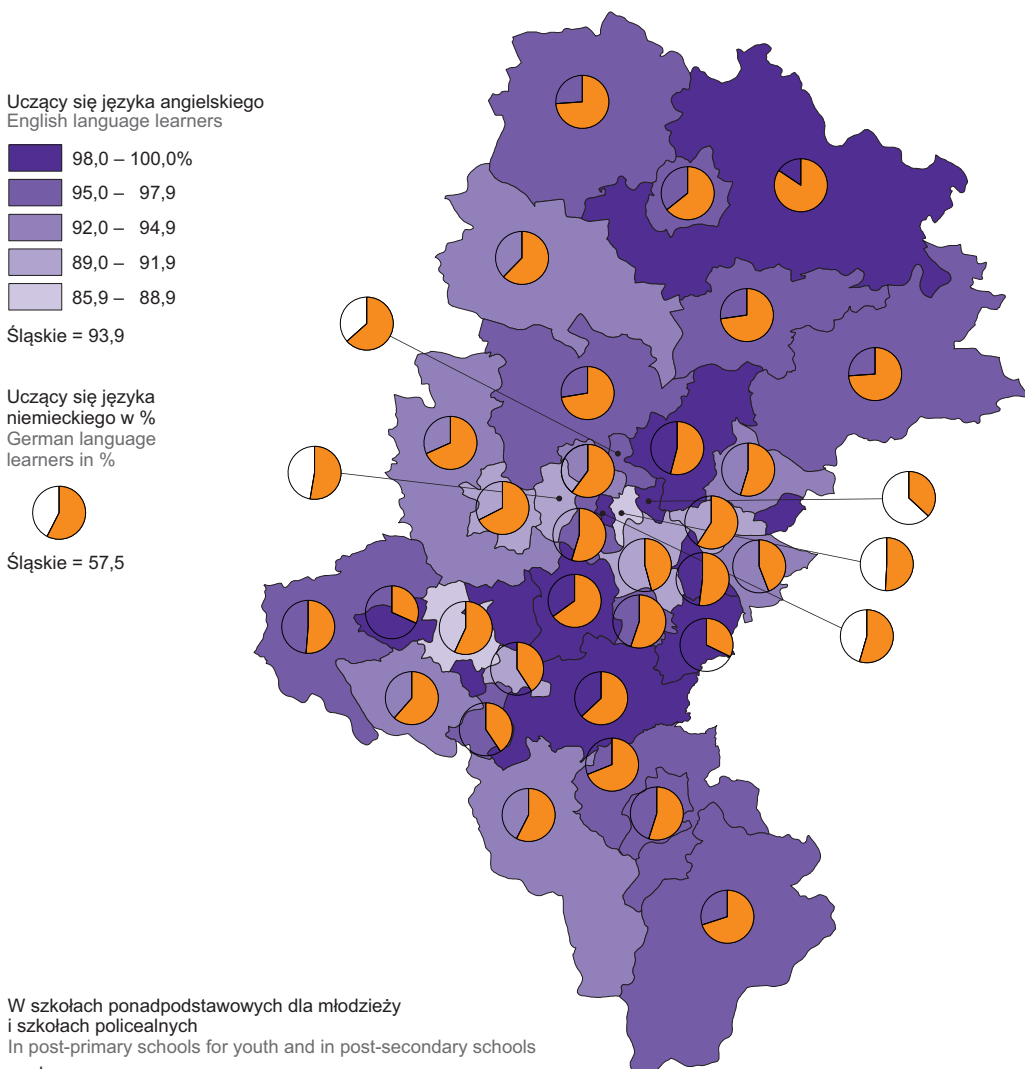 Uczący się języka angielskiego
English language learners
98,0 – 100,0%
95,0 – 97,9
92,0 – 94,9
89,0 – 91,9
85,9 – 88,9
Śląskie = 93,9
Uczący się języka
niemieckiego w %
German language
learners in %
Śląskie = 57,5
W szkołach ponadpodstawowych dla młodzieży
i szkołach policealnych
In post-primary schools for youth and in post-secondary schools